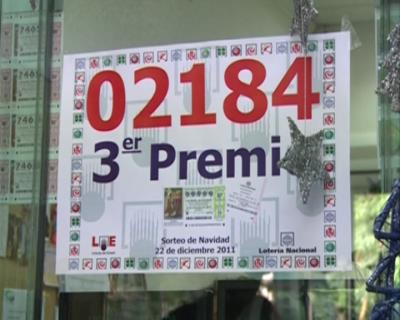 02184
3er Premi
LAE
Sorteo de Navidad
22 de diciembre 2011
Lotería Nacional